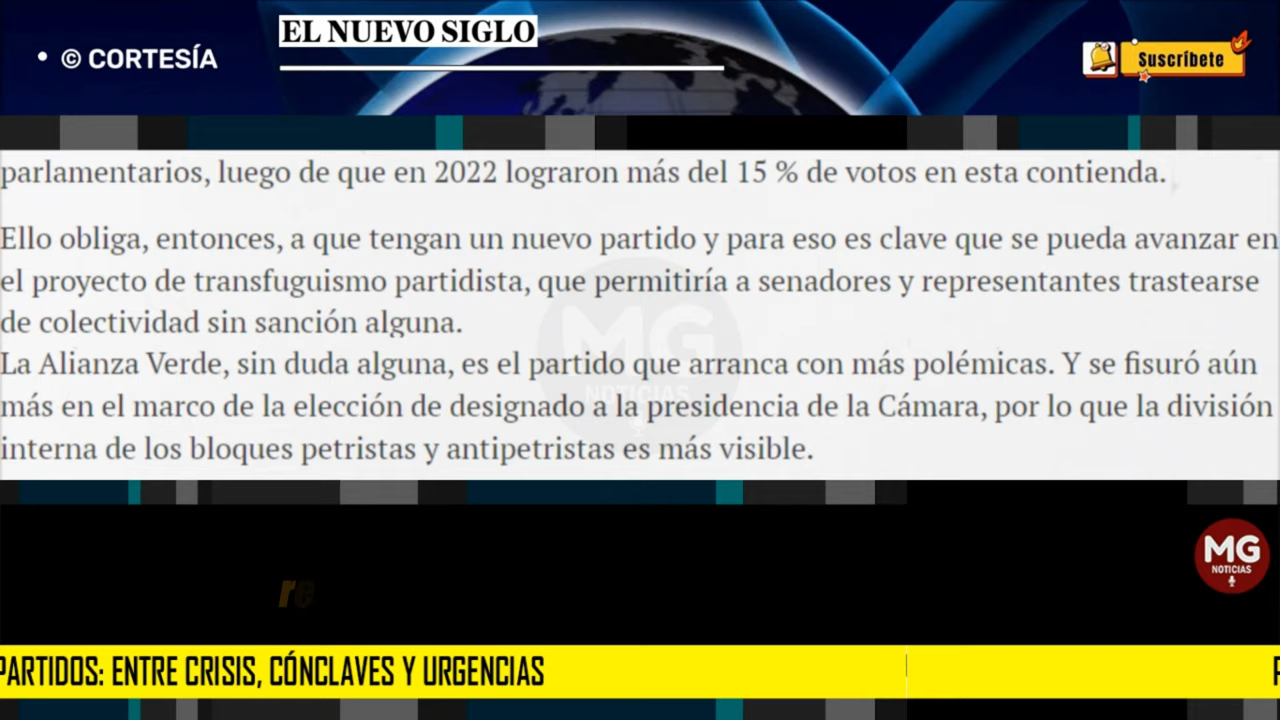 EL NUEVO SIGLO
• © CORTESÍA
Suscríbete
parlamentarios, luego de que en 2022 lograron más del 15 % de votos en esta contienda.
Ello obliga, entonces, a que tengan un nuevo partido y para eso es clave que se pueda avanzar en
el proyecto de transfuguismo partidista, que permitiría a senadores y representantes trastearse
de colectividad sin sanción alguna.
La Alianza Verde, sin duda alguna, es el partido que arranca con más polémicas. Y se fisuró aún
más en el marco de la elección de designado a la presidencia de la Cámara, por lo que la división
interna de los bloques petristas y antipetristas es más visible.
MG
NOTICIAS
MG
NOTICIAS
re
PARTIDOS: ENTRE CRISIS, CÓNCLAVES Y URGENCIAS